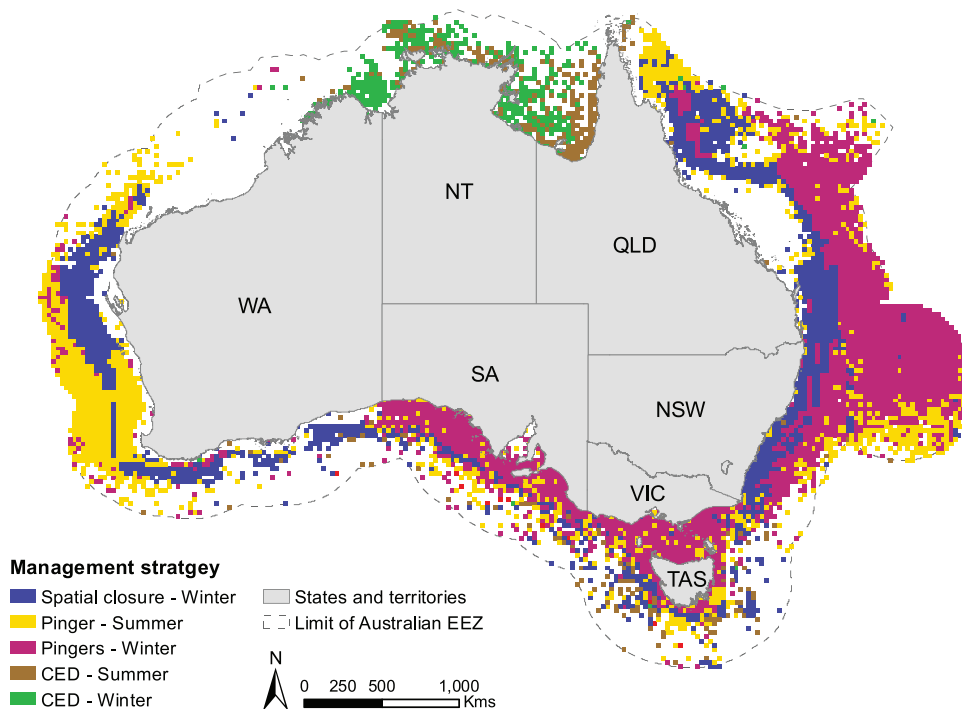 NT
QLD
WA
SA
NSW
VIC
TAS
Management stratgey
Spatial closure - Winter
Pinger - Summer
Pingers - Winter
CED - Summer
CED - Winter
States and territories
Limit of Australian EEZ
N
0 250 500 1,000
Kms